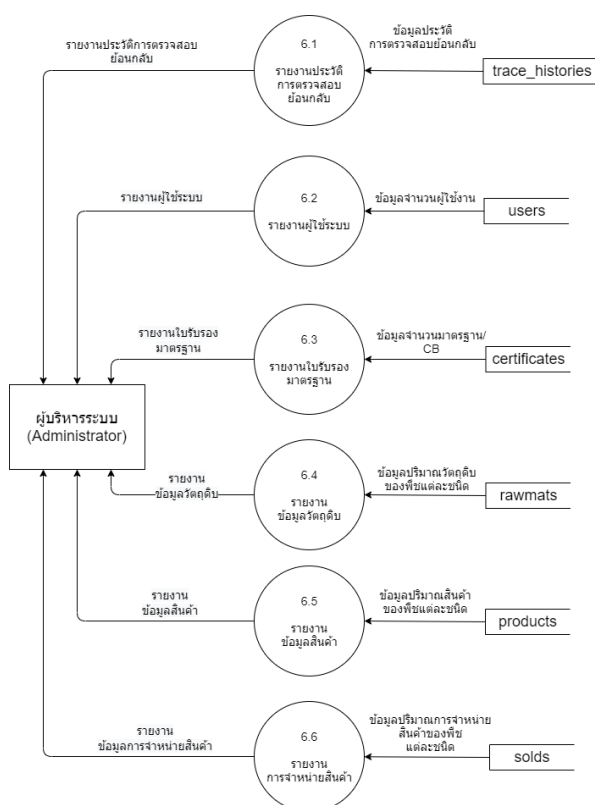 รายงานประวัติการตรวจสอบ
ย้อนกลับ
6.1
รายงานประวัติ
การตรวจสอบ
ย้อนกลับ
ข้อมูลประวัติ
การตรวจสอบย้อนกลับ
trace_histories
รายงานผู้ใช้ระบบ
6.2
รายงานผู้ใช้ระบบ
ข้อมูลจำนวนผู้ใช้งาน
users
รายงานใบรับรอง
มาตรฐาน
6.3
รายงานใบรับรอง
มาตรฐาน
ข้อมูลจำนวนมาตรฐาน/
CB
certificates
ผู้บริหารระบบ
(Administrator)
รายงาน
ข้อมูลวัตถุดิบ
6.4
รายงาน
ข้อมูลวัตถุดิบ
ข้อมูลปริมาณวัตถุดิบ
ของพืชแต่ละชนิด
rawmats
รายงาน
ข้อมูลสินค้า
6.5
รายงาน
ข้อมูลสินค้า
ข้อมูลปริมาณสินค้า
ของพืชแต่ละชนิด
products
รายงาน
ข้อมูลการจำหน่ายสินค้า
6.6
รายงาน
การจำหน่ายสินค้า
ข้อมูลปริมาณการจำหน่าย
สินค้าของพืช
แต่ละชนิด
solds